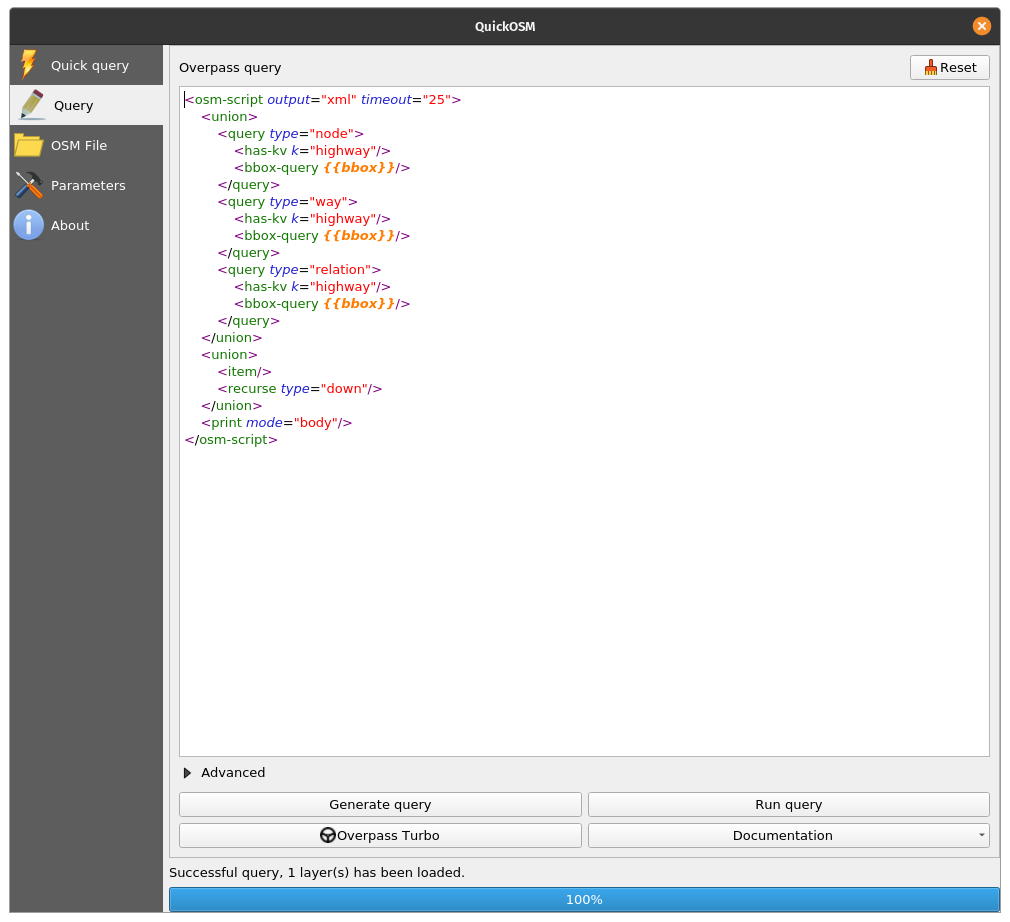 QuickOSM
Quick query
Query
OSM File
Parameters
About
Overpass query
Reset
<osm-script output="xml" timeout="25">
    <union>
        <query type="node">
            <has-kv k="highway"/>
            <bbox-query {{bbox}}/>
        </query>
        <query type="way">
            <has-kv k="highway"/>
            <bbox-query {{bbox}}/>
        </query>
        <query type="relation">
            <has-kv k="highway"/>
            <bbox-query {{bbox}}/>
        </query>
    </union>
    <union>
        <item/>
        <recurse type="down"/>
    </union>
    <print mode="body"/>
</osm-script>
Advanced
Generate query
Run query
Overpass Turbo
Documentation
Successful query, 1 layer(s) has been loaded.
100%